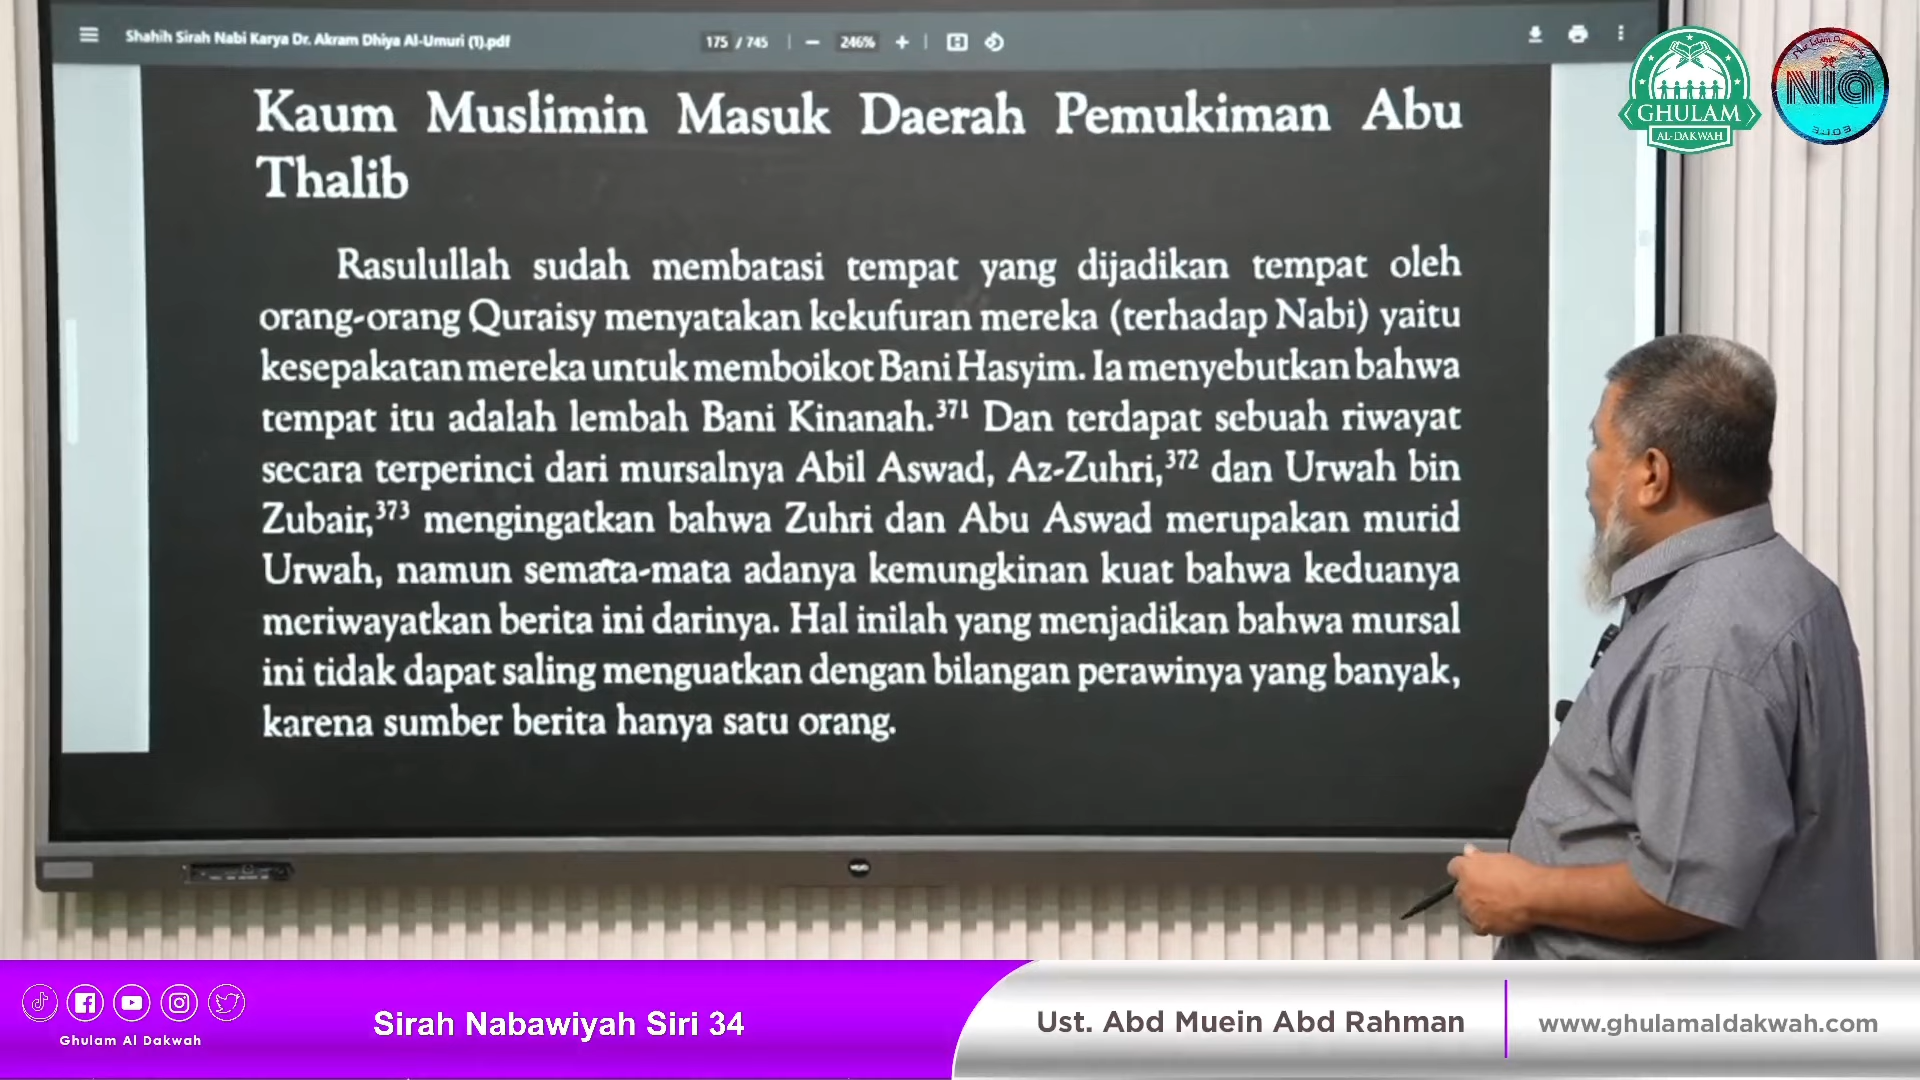 Shahih Sirah Nabi Karya Dr. Akram Dhiya Al-Umuri (1).pdf
175 / 745
246%
Kaum Muslimin Masuk Daerah Pemukiman Abu
Thalib
Rasulullah sudah membatasi tempat yang dijadikan tempat oleh
orang-orang Quraisy menyatakan kekufuran mereka (terhadap Nabi) yaitu
kesepakatan mereka untuk memboikot Bani Hasyim. Ia menyebutkan bahwa
tempat itu adalah lembah Bani Kinanah.371 Dan terdapat sebuah riwayat
secara terperinci dari mursalnya Abil Aswad, Az-Zuhri,372 dan Urwah bin
Zubair,373 mengingatkan bahwa Zuhri dan Abu Aswad merupakan murid
Urwah, namun semata-mata adanya kemungkinan kuat bahwa keduanya
meriwayatkan berita ini darinya. Hal inilah yang menjadikan bahwa mursal
ini tidak dapat saling menguatkan dengan bilangan perawinya yang banyak,
karena sumber berita hanya satu orang.
GHULAM
AL-DAKWAH
Nur Islam Academy
NIA
Ghulam Al Dakwah
Sirah Nabawiyah Siri 34
Ust. Abd Muein Abd Rahman
www.ghulamaldakwah.com